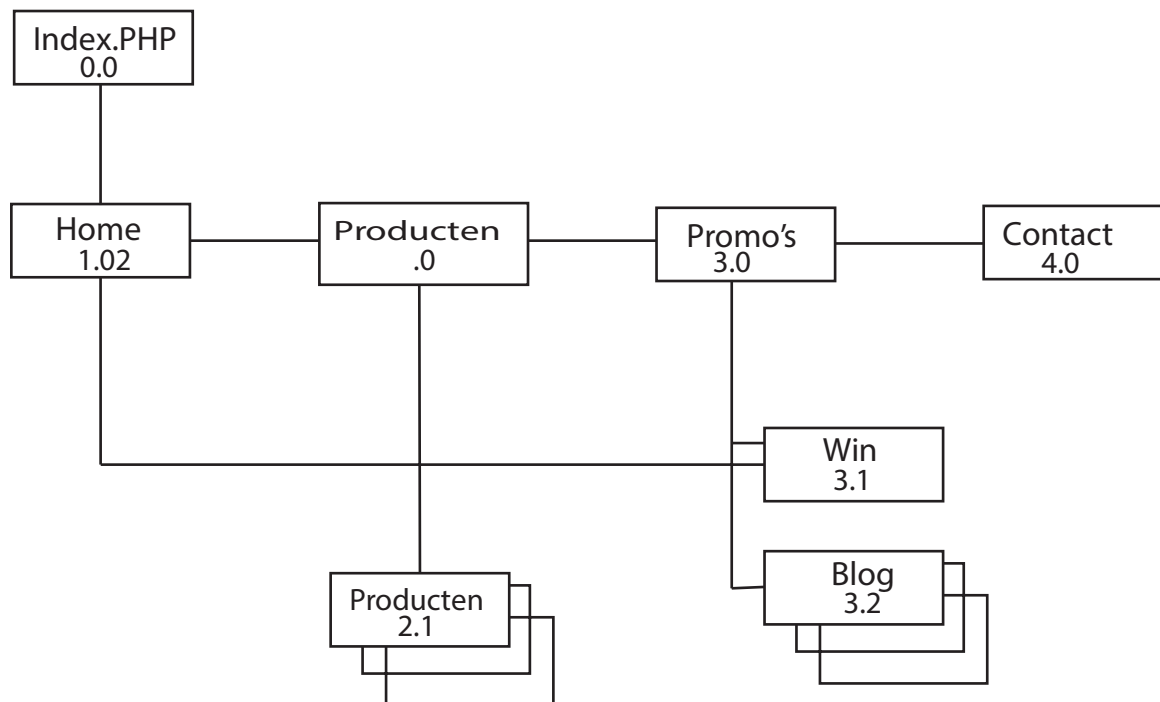 Index.PHP
0.0
Home
1.02
Producten
.0
Promo's
3.0
Contact
4.0
Win
3.1
Blog
3.2
Producten
2.1